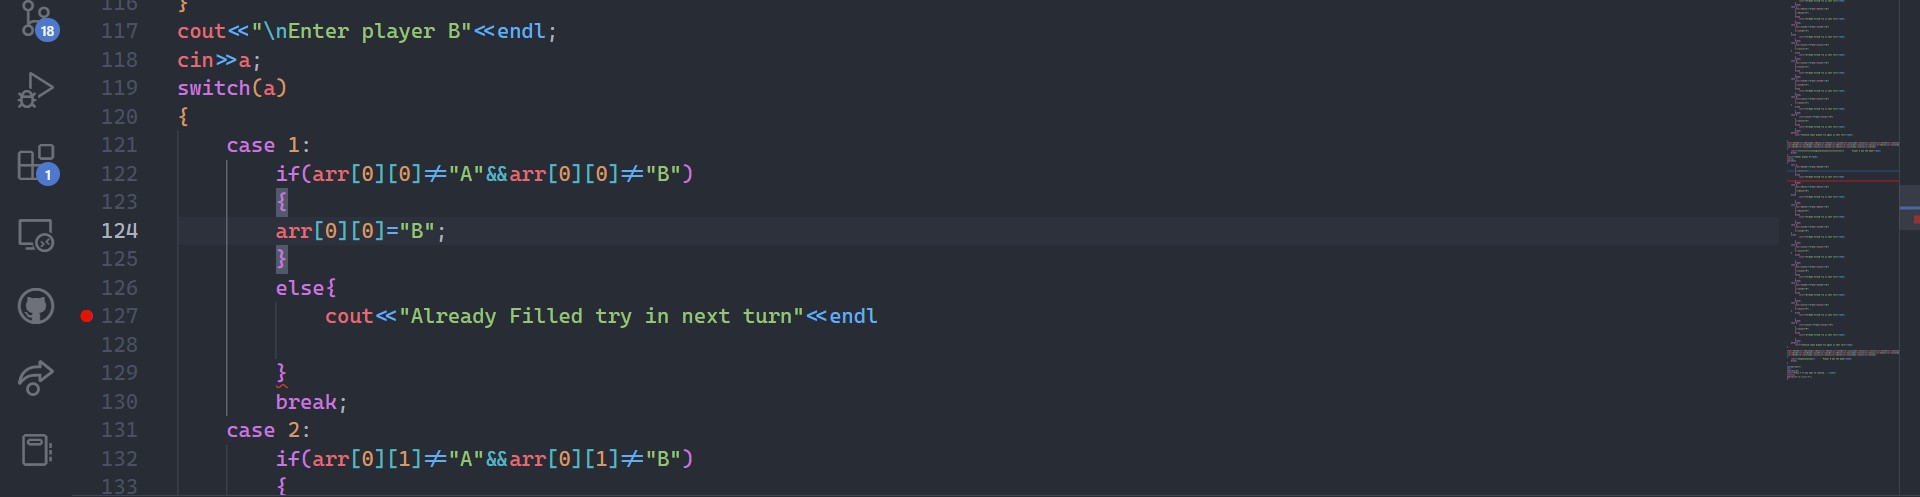 116 }
18
117 cout<<"\nEnter player B"<<endl;
118 cin>>a;
119 switch(a)
120 {
121 case 1:
1
122 if(arr[0][0]!="A"&&arr[0][0]!="B")
123 {
124 arr[0][0]="B";
125 }
126 else{
127 cout<<"Already Filled try in next turn"<<endl
128
129 }
130 break;
131 case 2:
132 if(arr[0][1]!="A"&&arr[0][1]!="B")
133 {